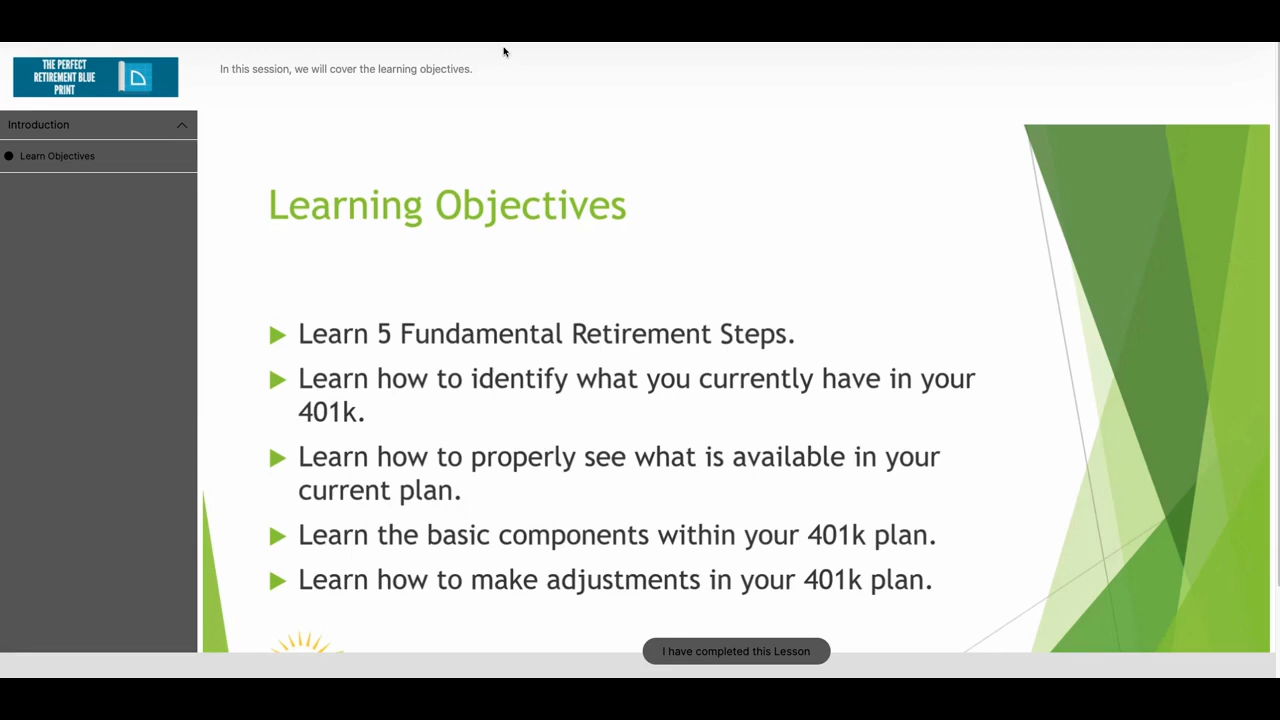 THE PERFECT
RETIREMENT BLUE
PRINT
In this session, we will cover the learning objectives.
Introduction
Learn Objectives
Learning Objectives
Learn 5 Fundamental Retirement Steps.
Learn how to identify what you currently have in your
401k.
Learn how to properly see what is available in your
current plan.
Learn the basic components within your 401k plan.
Learn how to make adjustments in your 401k plan.
I have completed this Lesson